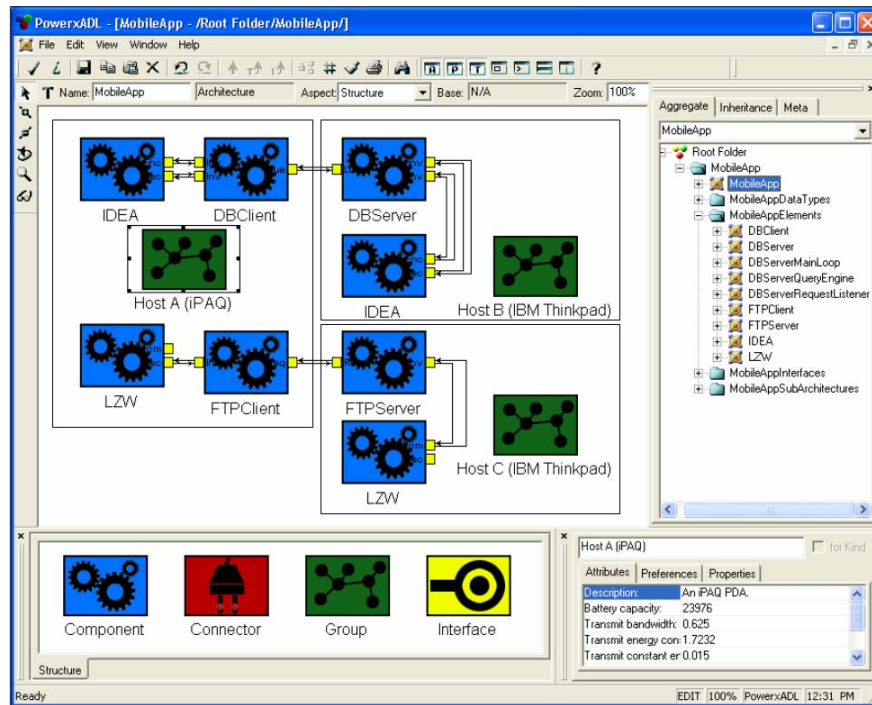 PowerxADL - [MobileApp - /Root Folder/MobileApp/]
File Edit View Window Help
Name: MobileApp Architecture Aspect: Structure Base: N/A Zoom: 100%
Aggregate Inheritance Meta
MobileApp
Root Folder
MobileApp
MobileApp
MobileAppDataTypes
MobileAppElements
DBClient
DBServer
DBServerMainLoop
DBServerQueryEngine
DBServerRequestListener
FTPClient
FTPServer
IDEA
LZW
MobileAppInterfaces
MobileAppSubArchitectures
IDEA DBClient DBServer
Host A (iPAQ)
IDEA Host B (IBM Thinkpad)
LZW FTPClient FTPServer
LZW Host C (IBM Thinkpad)
Component Connector Group Interface
Structure
Host A (iPAQ) for Kind
Attributes Preferences Properties
Description: An iPAQ PDA.
Battery capacity: 23976
Transmit bandwidth: 0.625
Transmit energy con: 1.7232
Transmit constant er 0.015
Ready EDIT 100% PowerxADL 12:31 PM